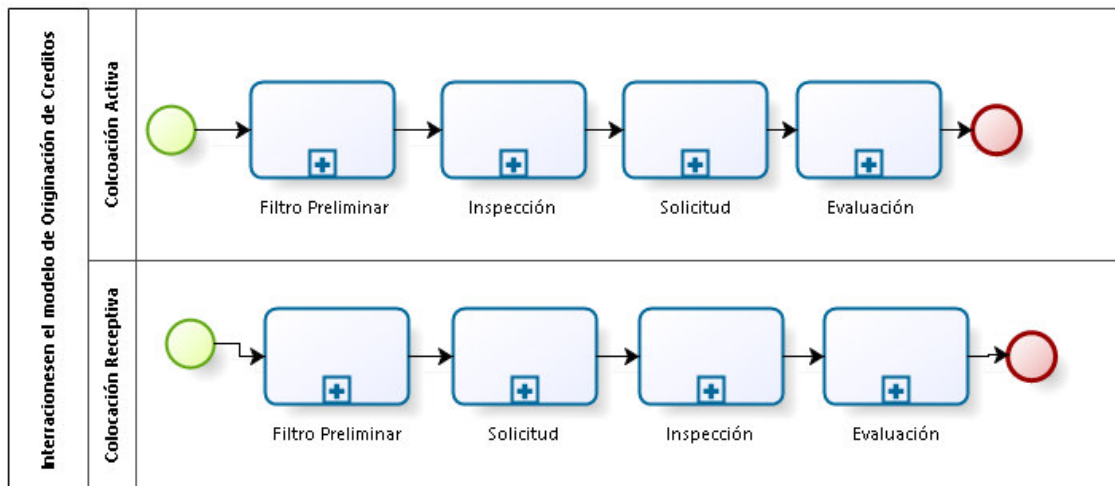 Interracionesen el modelo de Originación de Creditos
Colcoación Activa
Filtro Preliminar
Inspección
Solicitud
Evaluación
Colocación Receptiva
Filtro Preliminar
Solicitud
Inspección
Evaluación